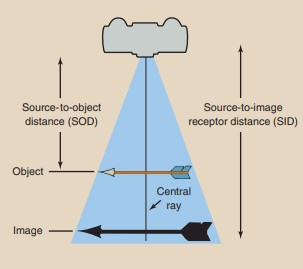 Source-to-object
distance (SOD)
Source-to-image
receptor distance (SID)
Object
Central
ray
Image